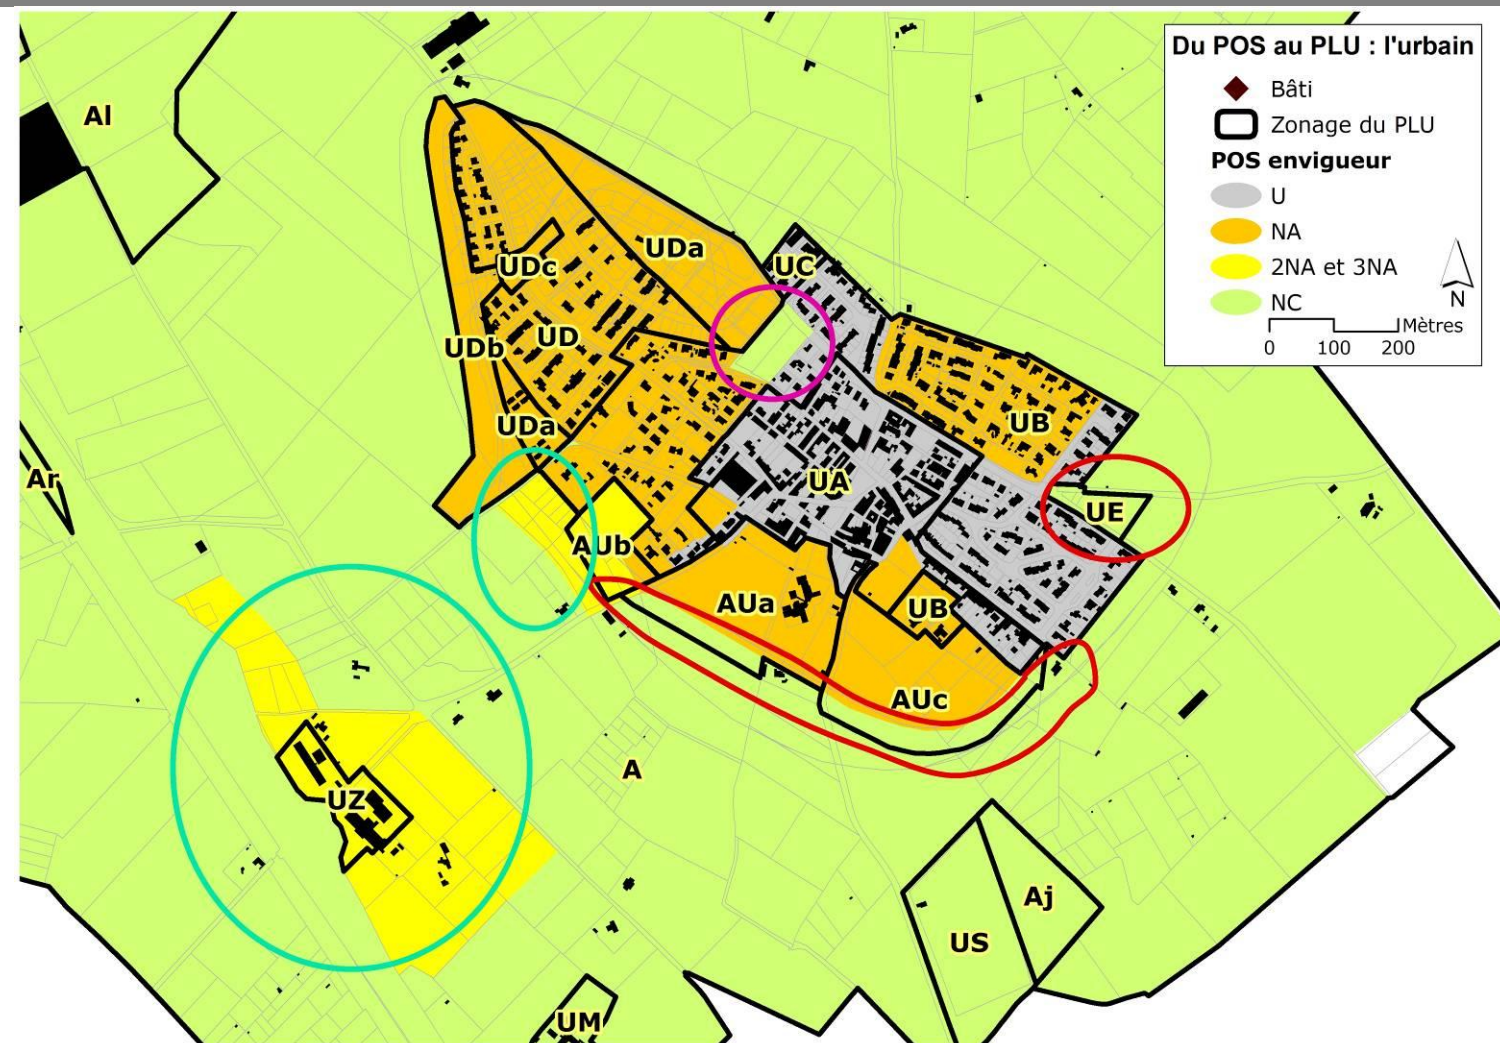 Du POS au PLU : l'urbain
Bâti
Zonage du PLU
POS envigueur
U
NA
2NA et 3NA
NC
N
Mètres
0 100 200
Al
UDa
UC
UDc
UD
UDb
UB
UDa
Ar
UA
UE
AUb
AUa
UB
AUc
A
UZ
Aj
US
UM